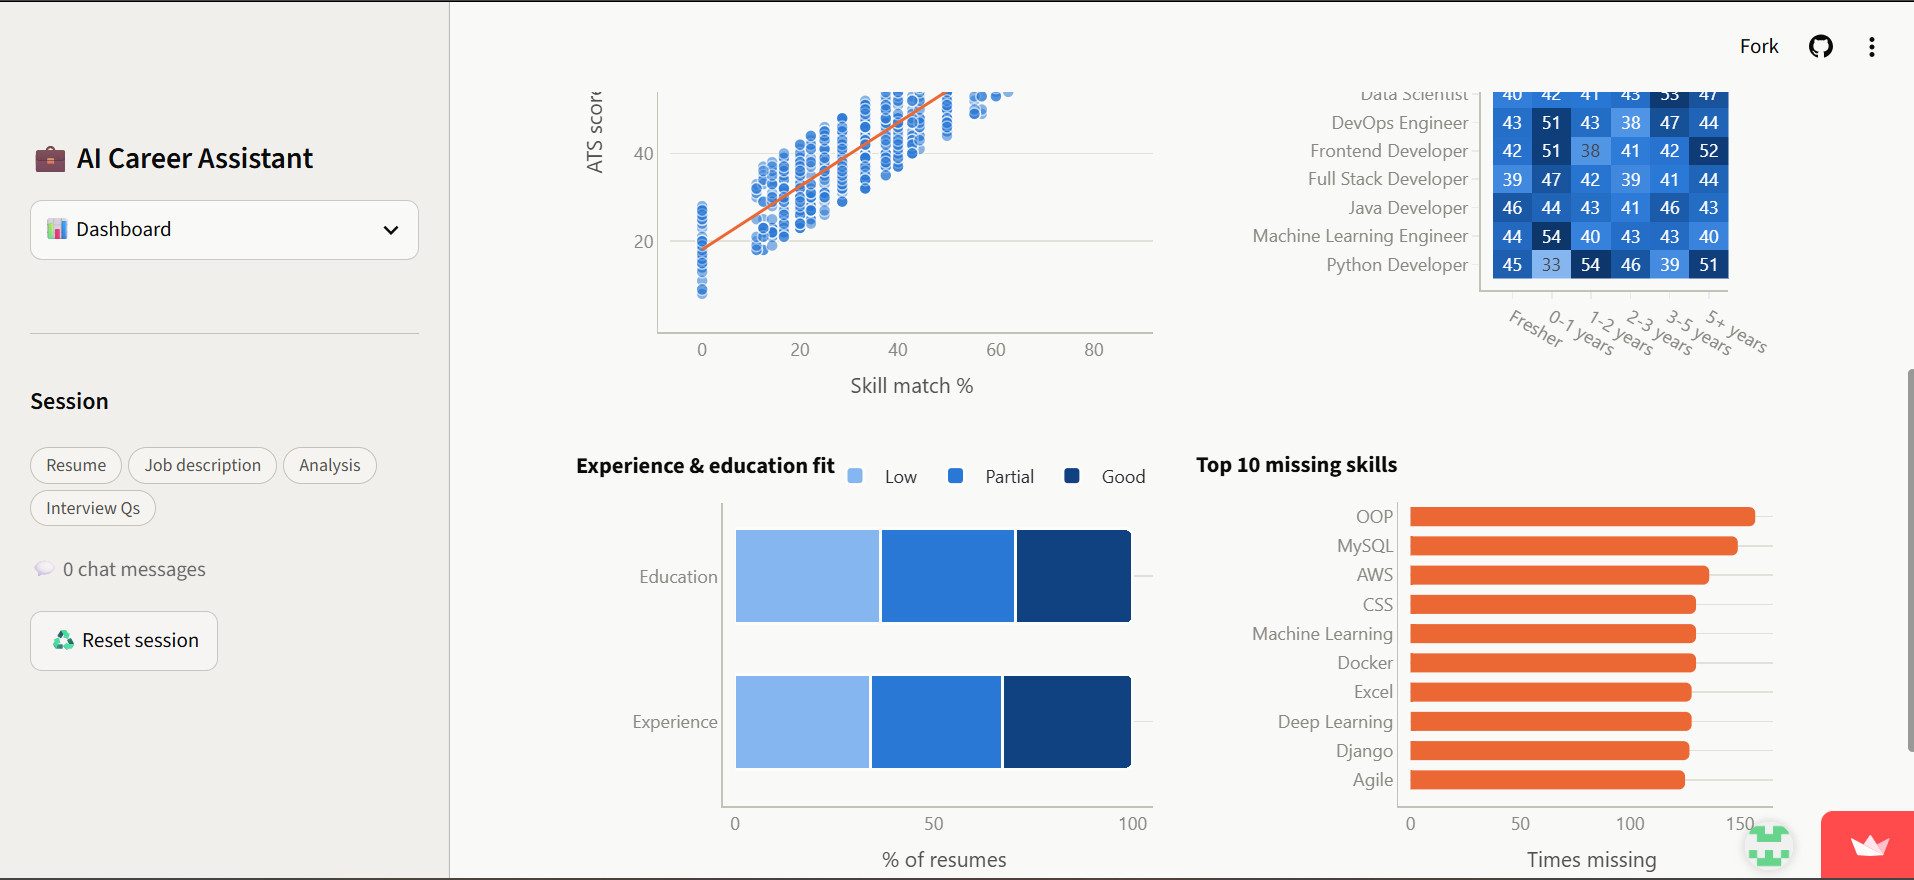 Fork
AI Career Assistant
Dashboard
Session
Resume
Job description
Analysis
Interview Qs
0 chat messages
Reset session
ATS score
40
20
0 20 40 60 80
Skill match %
Data Scientist 40 42 41 43 53 47
DevOps Engineer 43 51 43 38 47 44
Frontend Developer 42 51 38 41 42 52
Full Stack Developer 39 47 42 39 41 44
Java Developer 46 44 43 41 46 43
Machine Learning Engineer 44 54 40 43 43 40
Python Developer 45 33 54 46 39 51
Fresher 0-1 years 1-2 years 2-3 years 3-5 years 5+ years
Experience & education fit
Low Partial Good
Education
Experience
0 50 100
% of resumes
Top 10 missing skills
OOP
MySQL
AWS
CSS
Machine Learning
Docker
Excel
Deep Learning
Django
Agile
0 50 100 150
Times missing